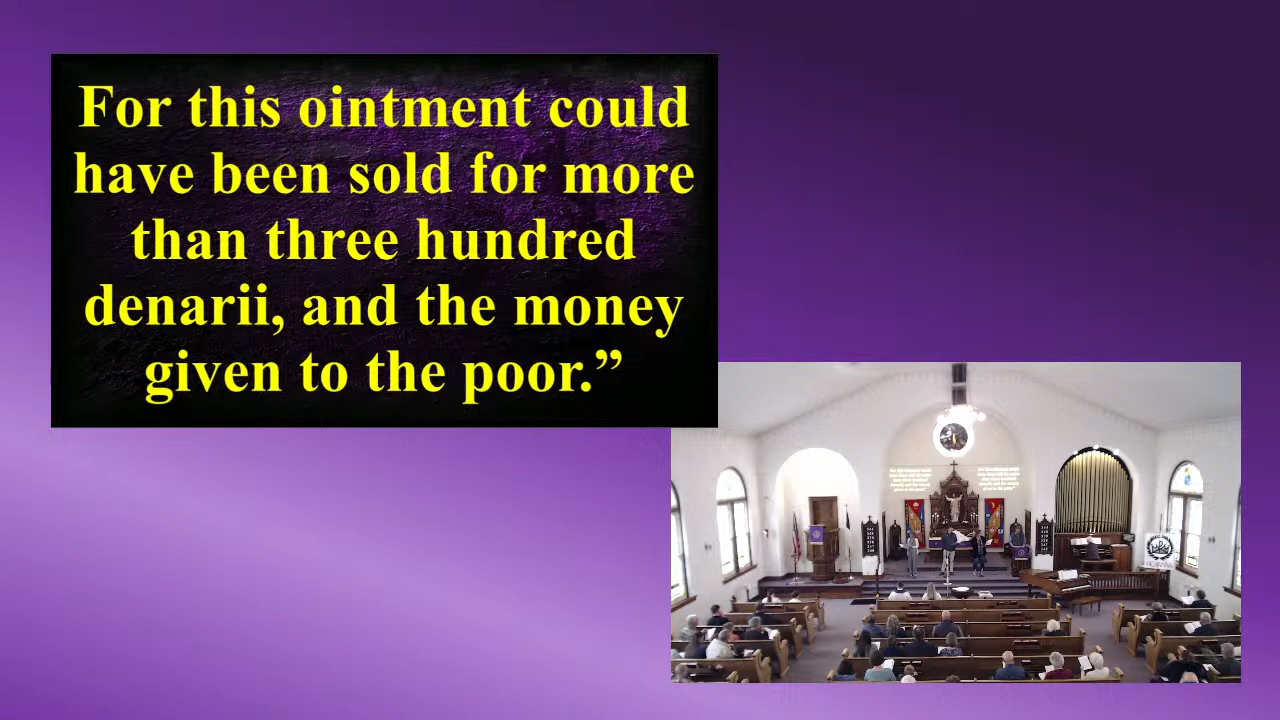 For this ointment could
have been sold for more
than three hundred
denarii, and the money
given to the poor.”